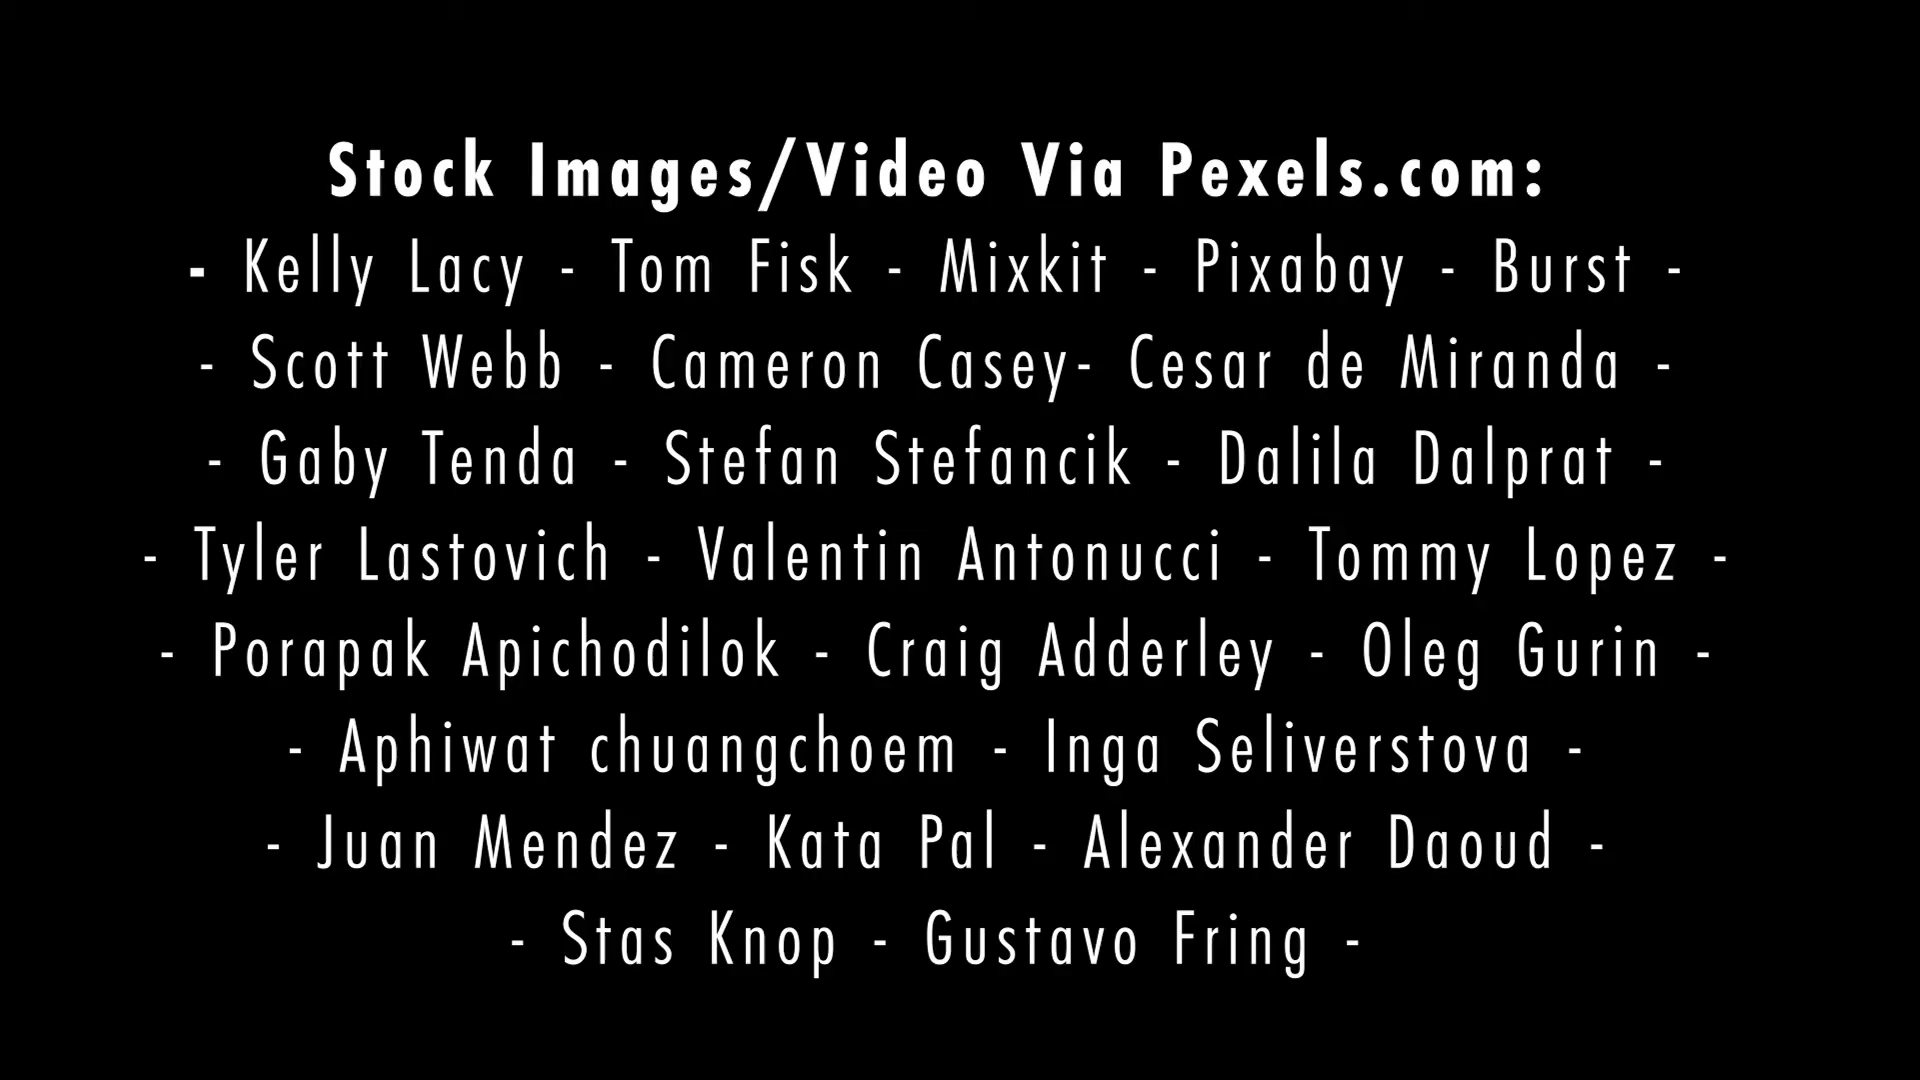 Stock Images/Video Via Pexels.com:
- Kelly Lacy - Tom Fisk - Mixkit - Pixabay - Burst -
- Scott Webb - Cameron Casey- Cesar de Miranda -
- Gaby Tenda - Stefan Stefancik - Dalila Dalprat -
- Tyler Lastovich - Valentin Antonucci - Tommy Lopez -
- Porapak Apichodilok - Craig Adderley - Oleg Gurin -
- Aphiwat chuangchoem - Inga Seliverstova -
- Juan Mendez - Kata Pal - Alexander Daoud -
- Stas Knop - Gustavo Fring -